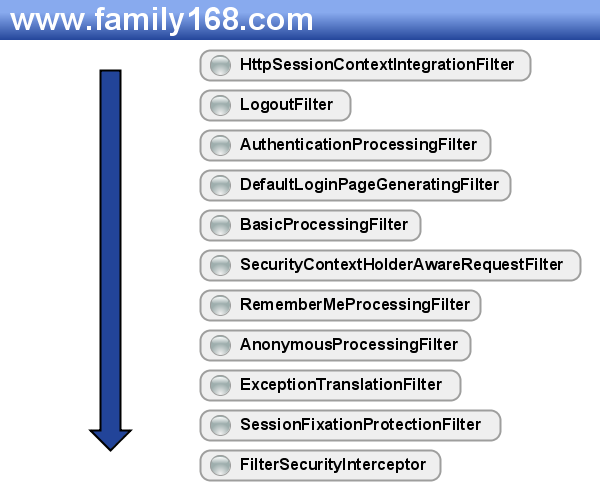 www.family168.com
HttpSessionContextIntegrationFilter
LogoutFilter
AuthenticationProcessingFilter
DefaultLoginPageGeneratingFilter
BasicProcessingFilter
SecurityContextHolderAwareRequestFilter
RememberMeProcessingFilter
AnonymousProcessingFilter
ExceptionTranslationFilter
SessionFixationProtectionFilter
FilterSecurityInterceptor